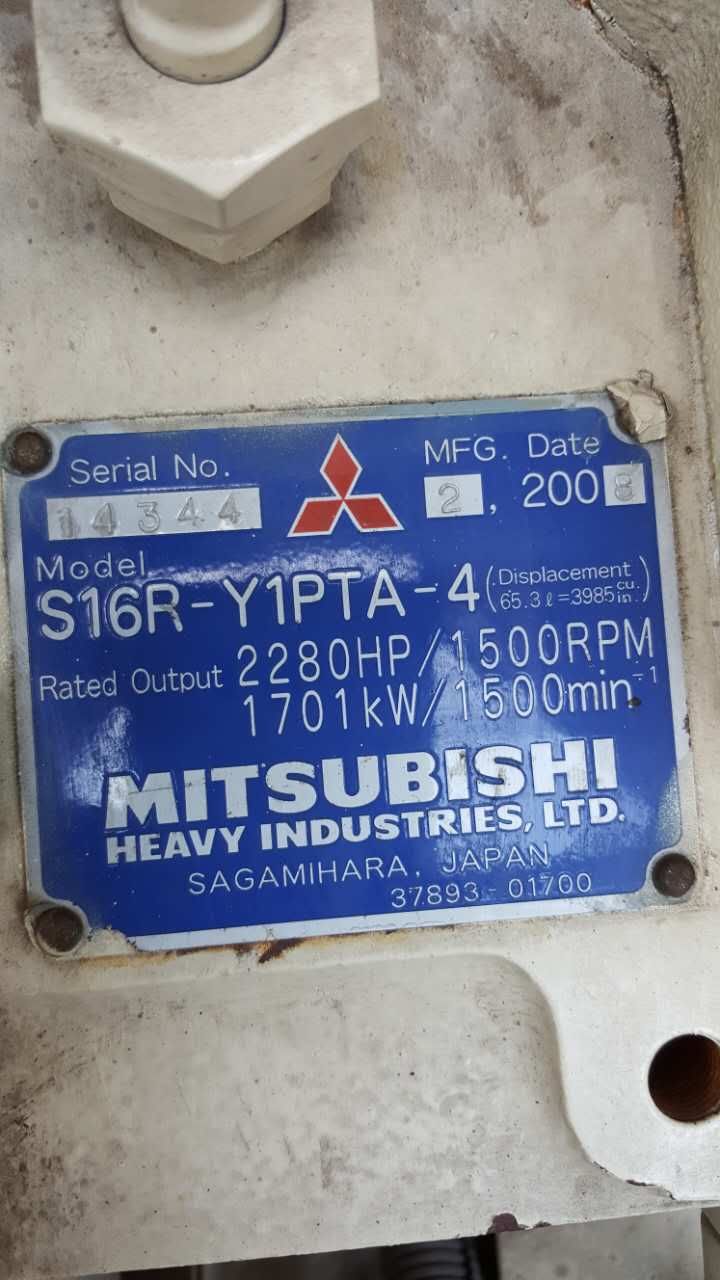 Serial No.
14344
MFG. Date
2, 2008
Model
S16R-Y1PTA-4 (Displacement 65.3ℓ=3985 cu. in.)
Rated Output 2280HP/1500RPM
1701kW/1500min⁻¹
MITSUBISHI
HEAVY INDUSTRIES, LTD.
SAGAMIHARA, JAPAN
37893-01700